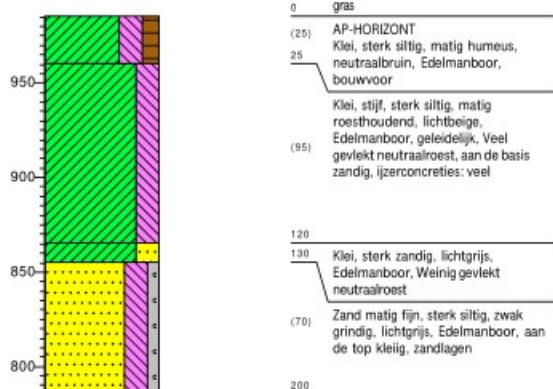 0 gras
(25) AP-HORIZONT
Klei, sterk siltig, matig humeus,
25 neutraalbruin, Edelmanboor,
bouwvoor
950
Klei, stijf, sterk siltig, matig
roesthoudend, lichtbeige,
(95) Edelmanboor, geleidelijk, Veel
gevlekt neutraalroest, aan de basis
900 zandig, ijzerconcreties: veel
120
130 Klei, sterk zandig, lichtgrijs,
850 Edelmanboor, Weinig gevlekt
neutraalroest
Zand matig fijn, sterk siltig, zwak
(70) grindig, lichtgrijs, Edelmanboor, aan
de top kleiig, zandlagen
800
200